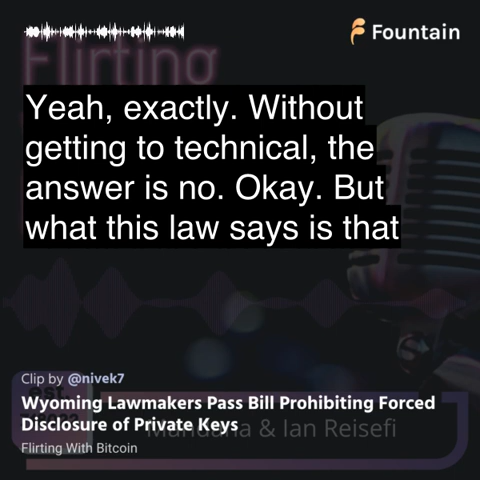 Fountain
Flirting
Yeah, exactly. Without
getting to technical, the
answer is no. Okay. But
what this law says is that
Clip by @nivek7
Wyoming Lawmakers Pass Bill Prohibiting Forced
Disclosure of Private Keys
& Ian Reisefi
Flirting With Bitcoin